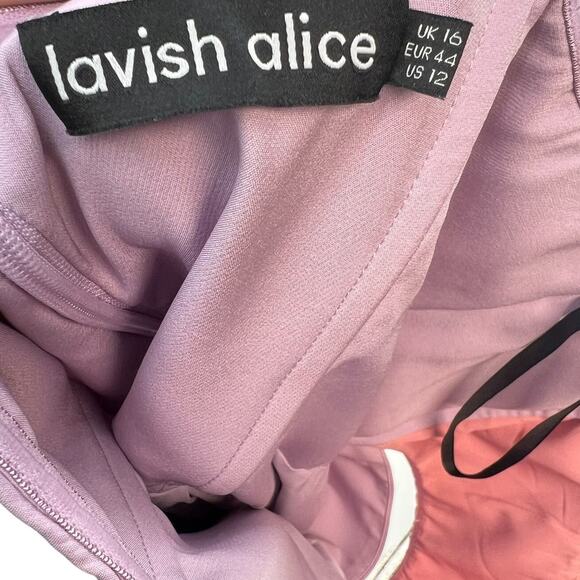 lavish alice
UK 16
EUR 44
US 12